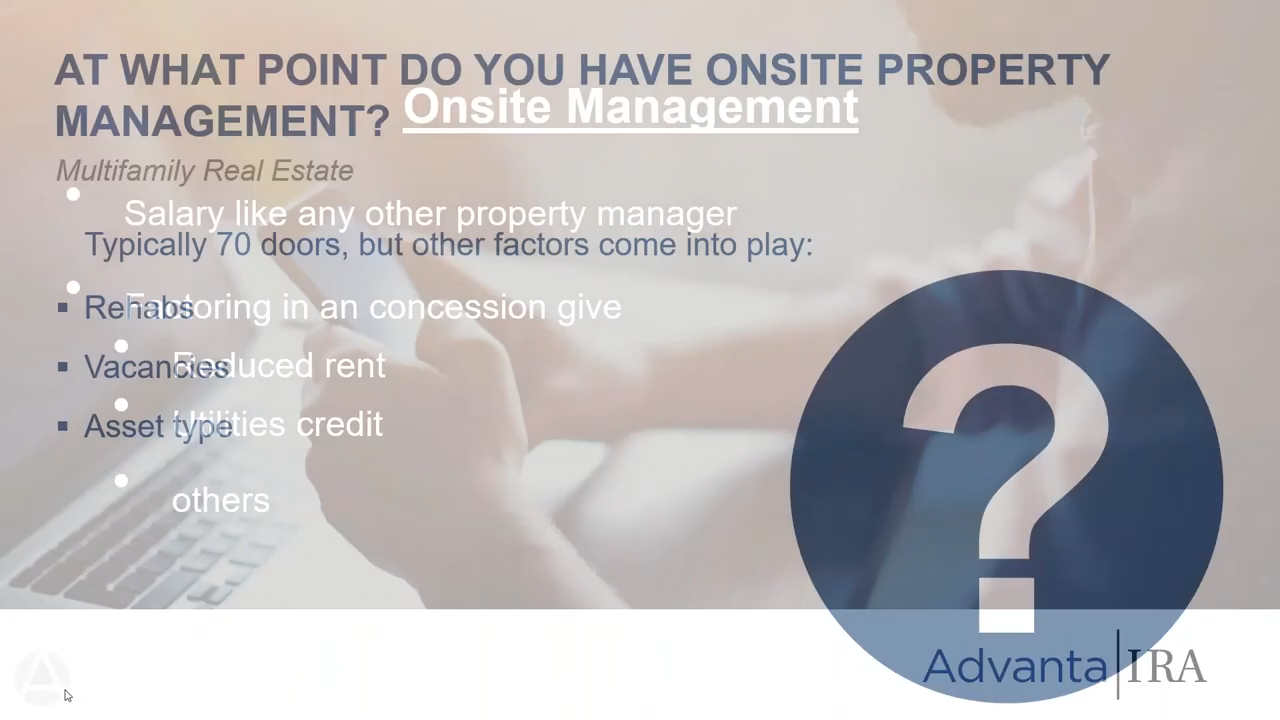 AT WHAT POINT DO YOU HAVE ONSITE PROPERTY
MANAGEMENT?
Onsite Management
Multifamily Real Estate
Salary like any other property manager
Typically 70 doors, but other factors come into play:
Rehabs
Factoring in an concession give
Vacancies
Reduced rent
Asset type
Utilities credit
others
Advanta IRA